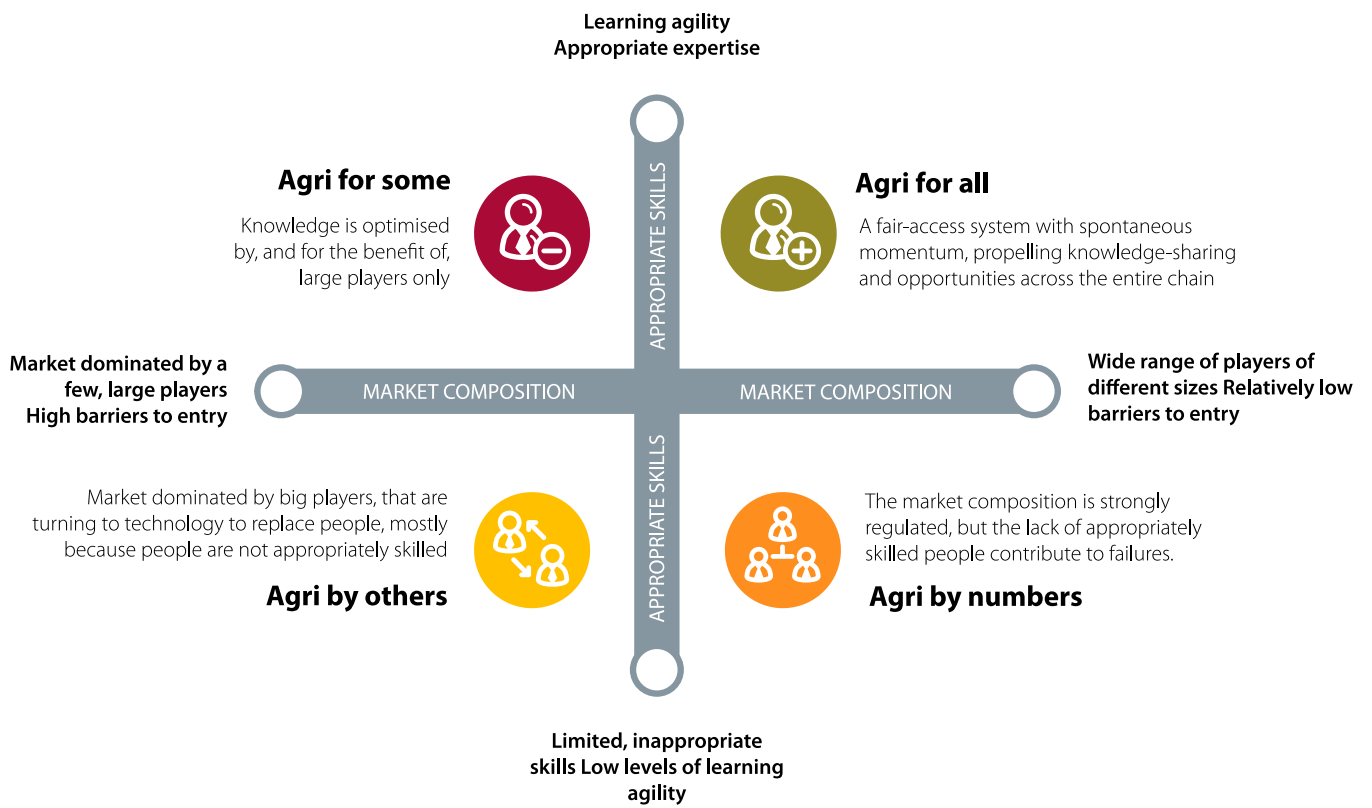 Learning agility
Appropriate expertise
APPROPRIATE SKILLS
Agri for some
Knowledge is optimised
by, and for the benefit of,
large players only
Agri for all
A fair-access system with spontaneous
momentum, propelling knowledge-sharing
and opportunities across the entire chain
Market dominated by a
few, large players
High barriers to entry
MARKET COMPOSITION
MARKET COMPOSITION
Wide range of players of
different sizes Relatively low
barriers to entry
Market dominated by big players, that are
turning to technology to replace people, mostly
because people are not appropriately skilled
Agri by others
APPROPRIATE SKILLS
The market composition is strongly
regulated, but the lack of appropriately
skilled people contribute to failures.
Agri by numbers
Limited, inappropriate
skills Low levels of learning
agility